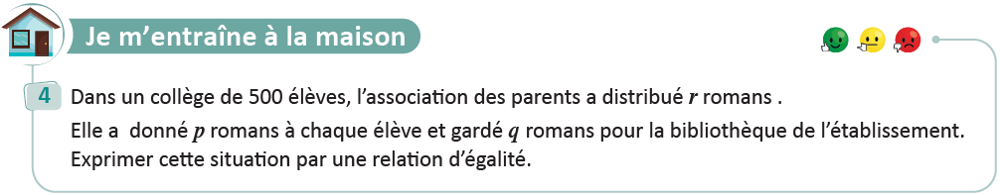 Je m’entraîne à la maison
4 Dans un collège de 500 élèves, l’association des parents a distribué r romans .
Elle a donné p romans à chaque élève et gardé q romans pour la bibliothèque de l’établissement.
Exprimer cette situation par une relation d’égalité.